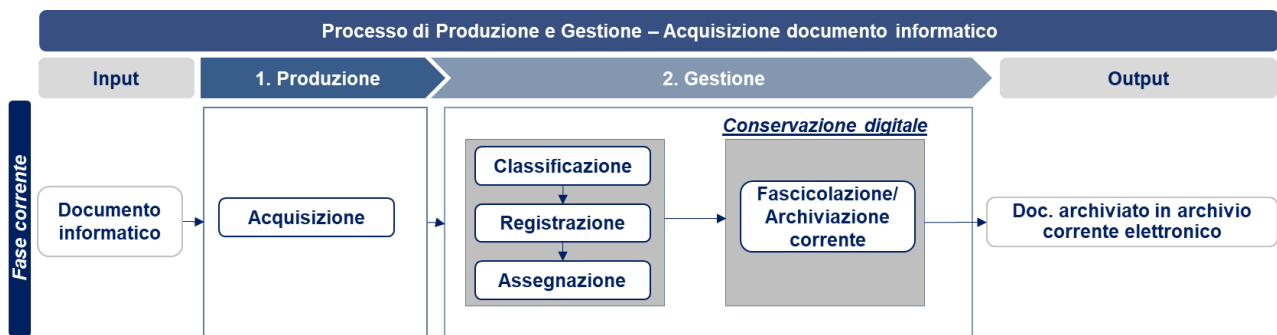 Processo di Produzione e Gestione – Acquisizione documento informatico
Input
1. Produzione
2. Gestione
Output
Fase corrente
Documento
informatico
Acquisizione
Classificazione
Registrazione
Assegnazione
Conservazione digitale
Fascicolazione/
Archiviazione
corrente
Doc. archiviato in archivio
corrente elettronico